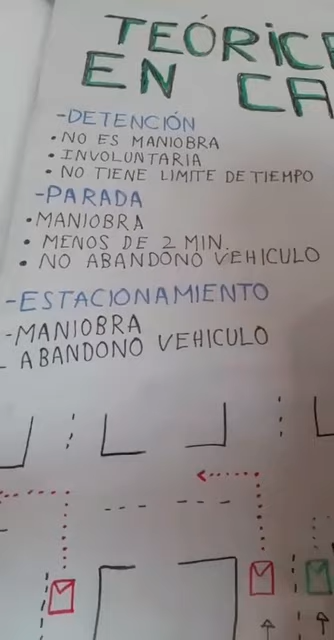 TEÓRIC
EN CA
-DETENCIÓN
• NO ES MANIOBRA
• INVOLUNTARIA
• NO TIENE LIMITE DE TIEMPO
-PARADA
• MANIOBRA
• MENOS DE 2 MIN.
• NO ABANDONO VEHICULO
-ESTACIONAMIENTO
-MANIOBRA
- ABANDONO VEHICULO